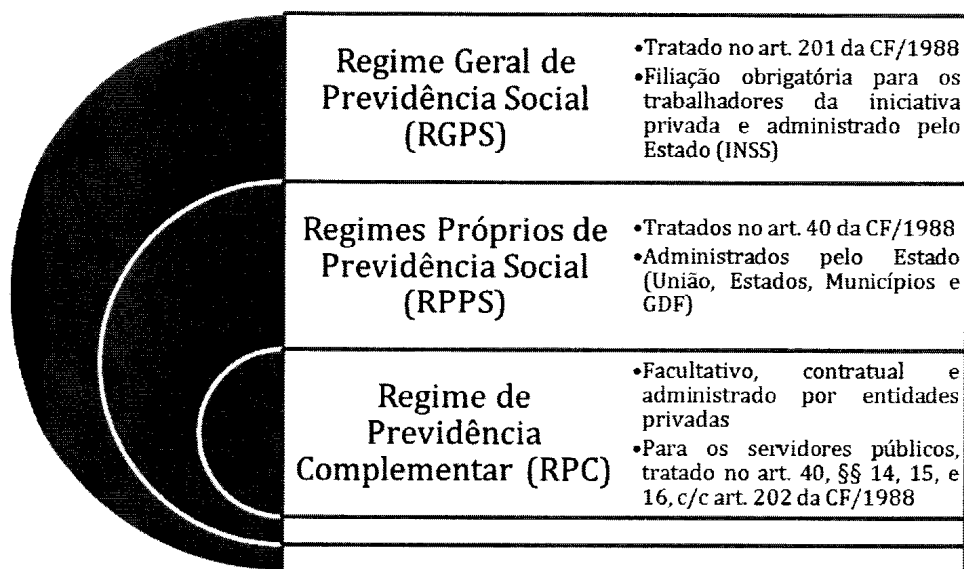 Regime Geral de
Previdência Social
(RGPS)
•Tratado no art. 201 da CF/1988
•Filiação obrigatória para os
trabalhadores da iniciativa
privada e administrado pelo
Estado (INSS)
Regimes Próprios de
Previdência Social
(RPPS)
•Tratados no art. 40 da CF/1988
•Administrados pelo Estado
(União, Estados, Municípios e
GDF)
Regime de
Previdência
Complementar (RPC)
•Facultativo, contratual e
administrado por entidades
privadas
•Para os servidores públicos,
tratado no art. 40, §§ 14, 15, e
16, c/c art. 202 da CF/1988